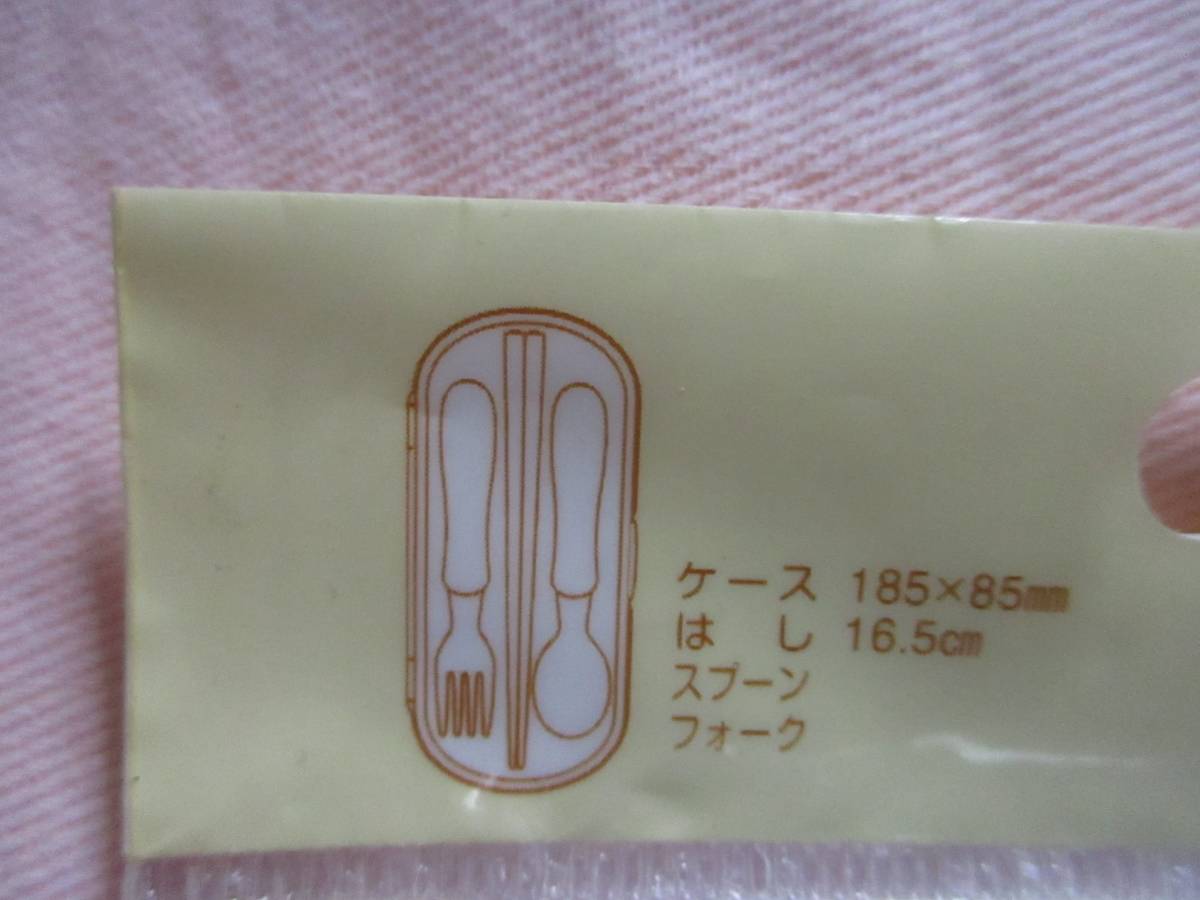 ケース 185×85㎜
はし 16.5㎝
スプーン
フォーク